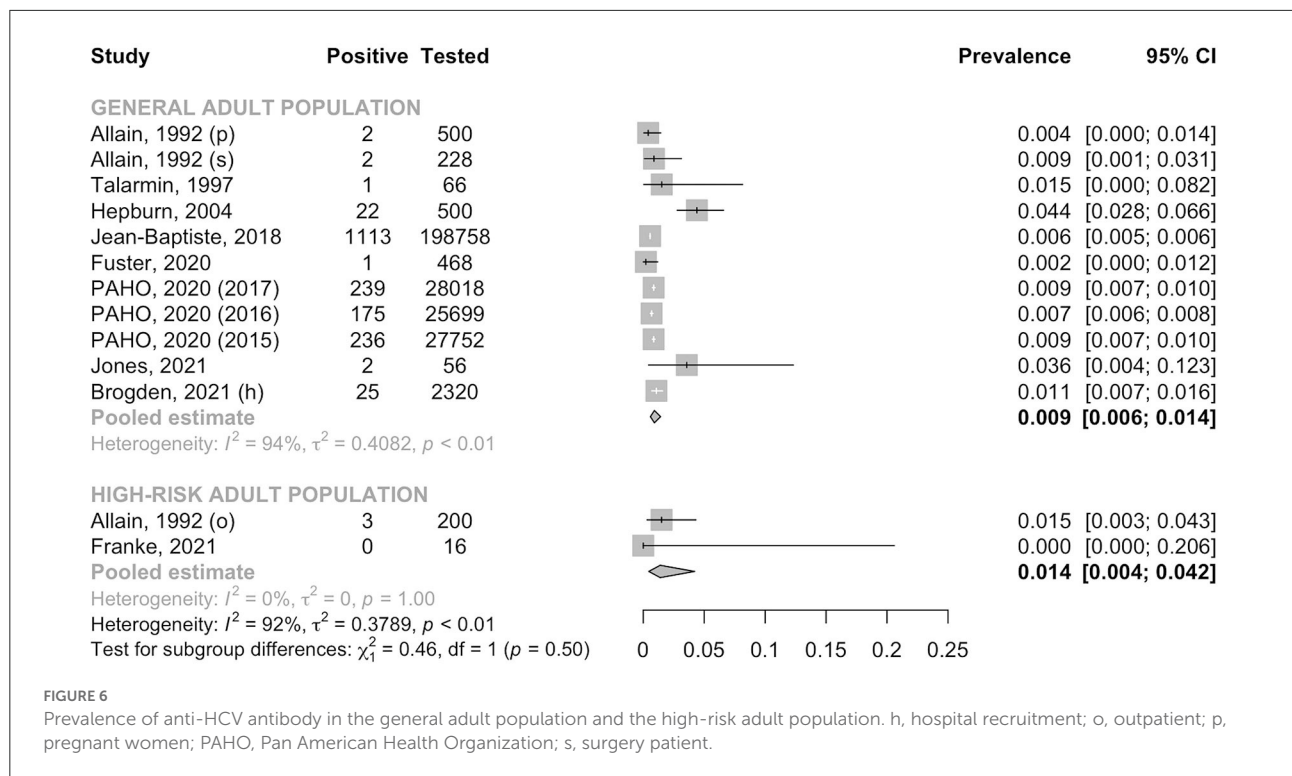 Study Positive Tested Prevalence 95% CI
GENERAL ADULT POPULATION
Allain, 1992 (p) 2 500 0.004 [0.000; 0.014]
Allain, 1992 (s) 2 228 0.009 [0.001; 0.031]
Talarmin, 1997 1 66 0.015 [0.000; 0.082]
Hepburn, 2004 22 500 0.044 [0.028; 0.066]
Jean-Baptiste, 2018 1113 198758 0.006 [0.005; 0.006]
Fuster, 2020 1 468 0.002 [0.000; 0.012]
PAHO, 2020 (2017) 239 28018 0.009 [0.007; 0.010]
PAHO, 2020 (2016) 175 25699 0.007 [0.006; 0.008]
PAHO, 2020 (2015) 236 27752 0.009 [0.007; 0.010]
Jones, 2021 2 56 0.036 [0.004; 0.123]
Brogden, 2021 (h) 25 2320 0.011 [0.007; 0.016]
Pooled estimate 0.009 [0.006; 0.014]
Heterogeneity: I² = 94%, τ² = 0.4082, p < 0.01
HIGH-RISK ADULT POPULATION
Allain, 1992 (o) 3 200 0.015 [0.003; 0.043]
Franke, 2021 0 16 0.000 [0.000; 0.206]
Pooled estimate 0.014 [0.004; 0.042]
Heterogeneity: I² = 0%, τ² = 0, p = 1.00
Heterogeneity: I² = 92%, τ² = 0.3789, p < 0.01
Test for subgroup differences: χ²₁ = 0.46, df = 1 (p = 0.50)
0 0.05 0.1 0.15 0.2 0.25
FIGURE 6
Prevalence of anti-HCV antibody in the general adult population and the high-risk adult population. h, hospital recruitment; o, outpatient; p,
pregnant women; PAHO, Pan American Health Organization; s, surgery patient.